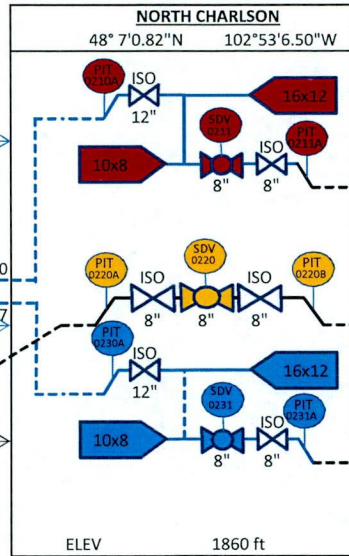 NORTH CHARLSON
48° 7'0.82"N 102°53'6.50"W
PIT 0210A
ISO
12"
16x12
SDV 0211
PIT 0211A
ISO
10x8
8" 8"
SDV 0220
PIT 0220A
ISO
ISO
PIT 0220B
0
8" 8" 8"
7
PIT 0230A
ISO
12"
16x12
SDV 0231
PIT 0231A
ISO
10x8
8" 8"
ELEV 1860 ft